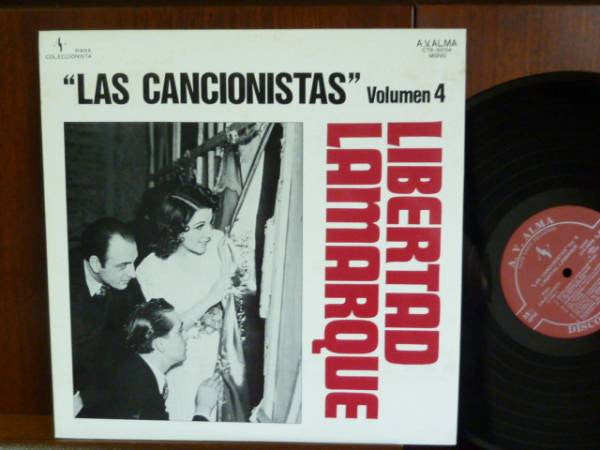 PARA
COLECCIONISTA
A.V.ALMA
MONO
"LAS CANCIONISTAS" Volumen 4
LIBERTAD
LAMARQUE
A.V. ALMA
DISCO